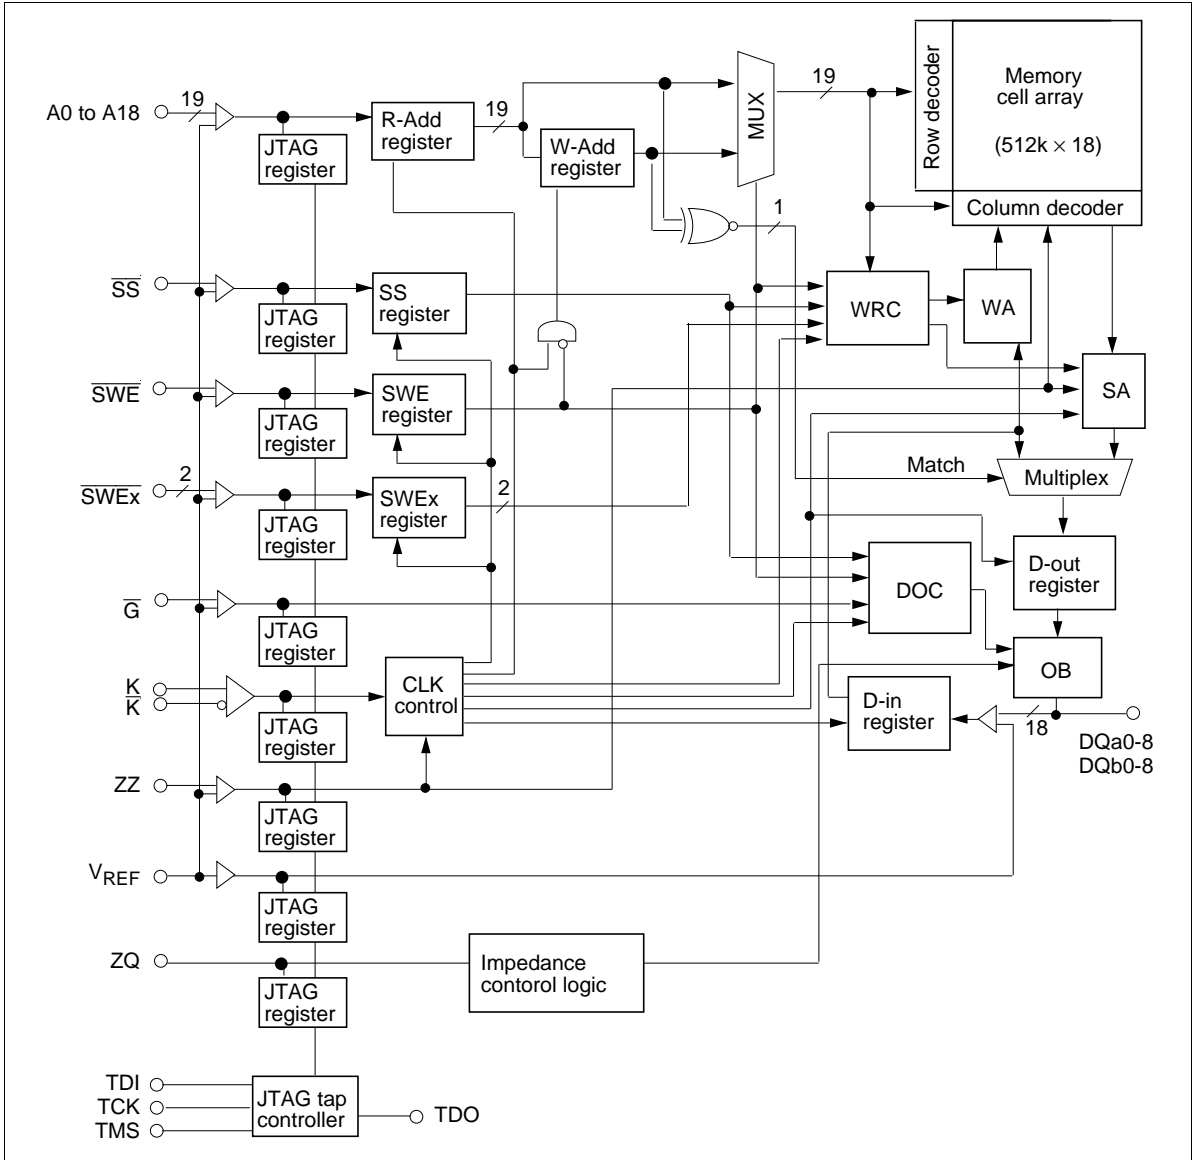 A0 to A18
19
JTAG
register
R-Add
register
19
W-Add
register
MUX
19
Row decoder
Memory
cell array
(512k × 18)
Column decoder
1
SS
JTAG
register
SS
register
WRC
WA
SA
SWE
JTAG
register
SWE
register
SWEx
2
JTAG
register
SWEx
register
2
Match
Multiplex
D-out
register
G
JTAG
register
DOC
OB
K
K
JTAG
register
CLK
control
D-in
register
18
DQa0-8
DQb0-8
ZZ
JTAG
register
VREF
JTAG
register
ZQ
JTAG
register
Impedance
contorol logic
TDI
TCK
TMS
JTAG tap
controller
TDO